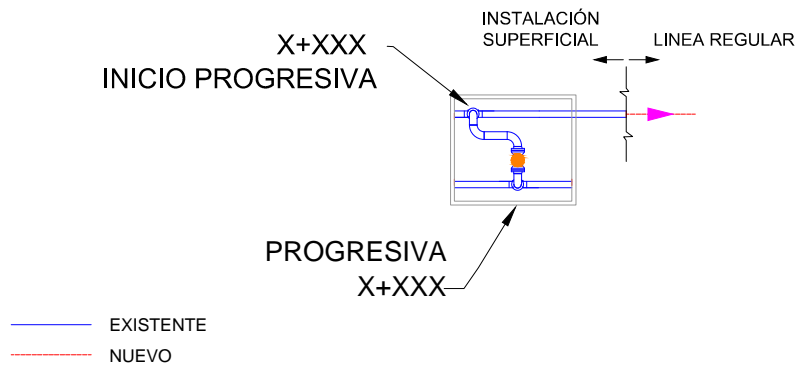 INSTALACIÓN
SUPERFICIAL
LINEA REGULAR
X+XXX
INICIO PROGRESIVA
PROGRESIVA
X+XXX
EXISTENTE
NUEVO